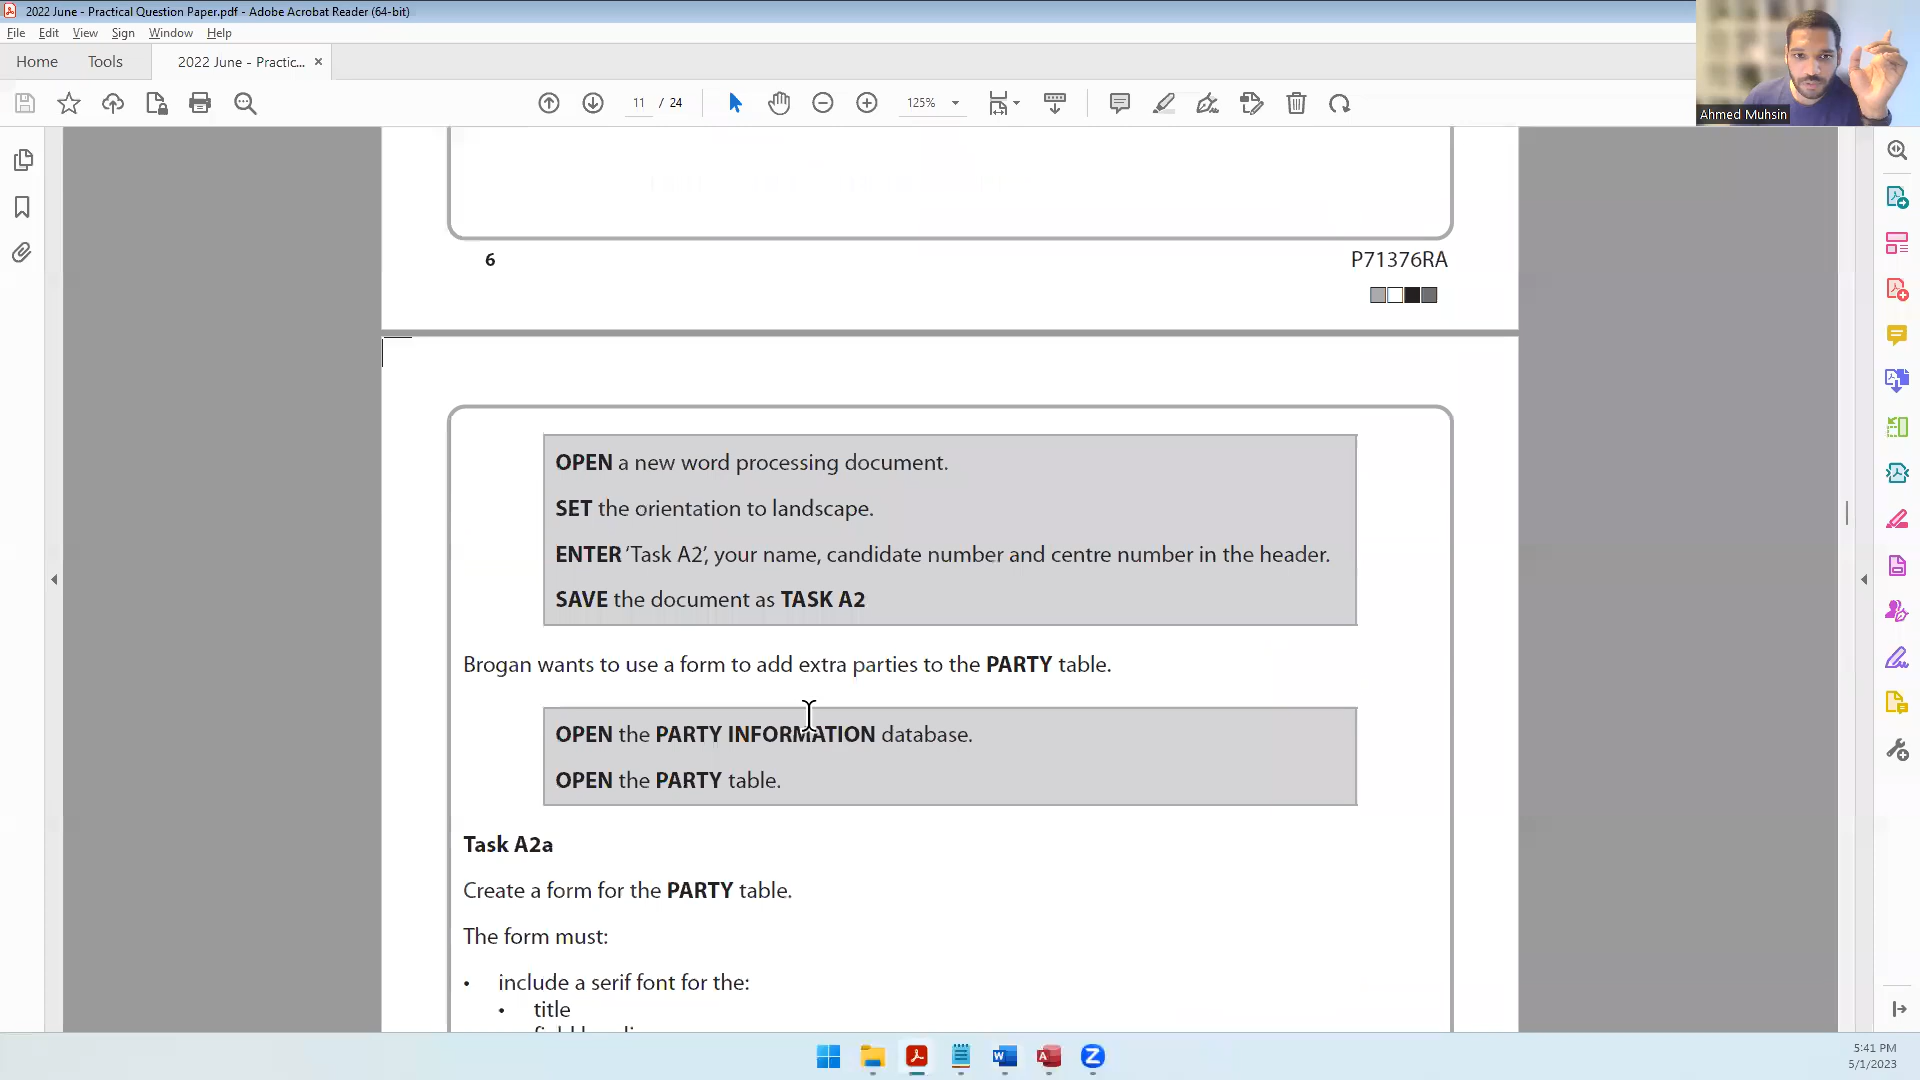 2022 June - Practical Question Paper.pdf - Adobe Acrobat Reader (64-bit)
File Edit View Sign Window Help
Home Tools 2022 June - Practic... ×
11 / 24 125%
Ahmed Muhsin
6 P71376RA
OPEN a new word processing document.
SET the orientation to landscape.
ENTER ‘Task A2’, your name, candidate number and centre number in the header.
SAVE the document as TASK A2
Brogan wants to use a form to add extra parties to the PARTY table.
OPEN the PARTY INFORMATION database.
OPEN the PARTY table.
Task A2a
Create a form for the PARTY table.
The form must:
• include a serif font for the:
• title
5:41 PM
5/1/2023